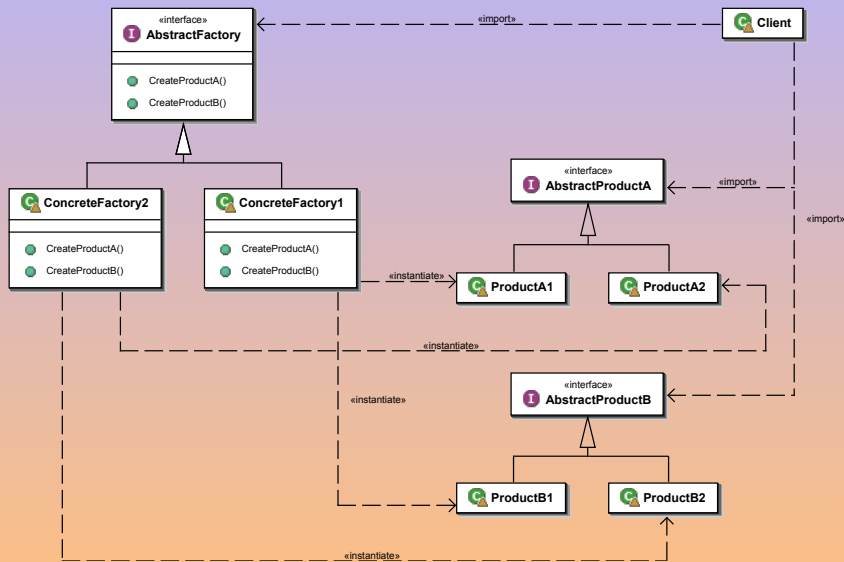 «interface»
I AbstractFactory
CreateProductA()
CreateProductB()
«import»
C Client
C ConcreteFactory2
CreateProductA()
CreateProductB()
C ConcreteFactory1
CreateProductA()
CreateProductB()
«interface»
I AbstractProductA
«import»
«import»
«instantiate»
C ProductA1
C ProductA2
«instantiate»
«interface»
I AbstractProductB
«instantiate»
C ProductB1
C ProductB2
«instantiate»